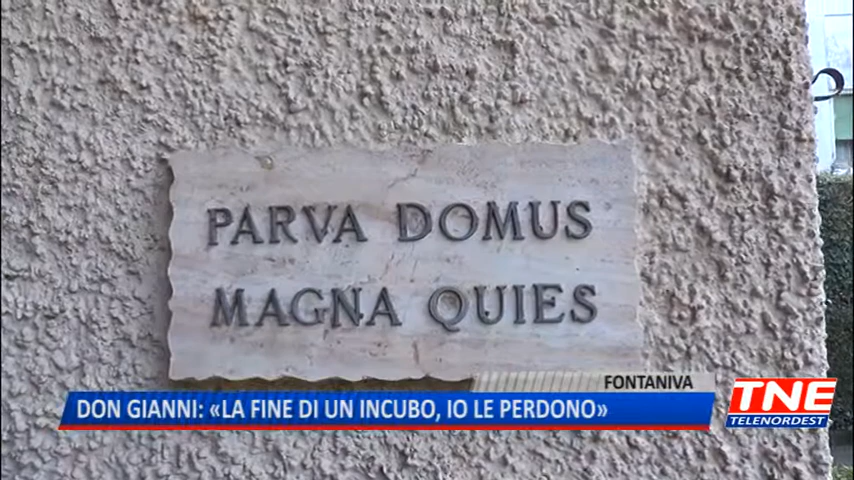 PARVA DOMUS
MAGNA QUIES
FONTANIVA
DON GIANNI: «LA FINE DI UN INCUBO, IO LE PERDONO»
TNE
TELENORDEST